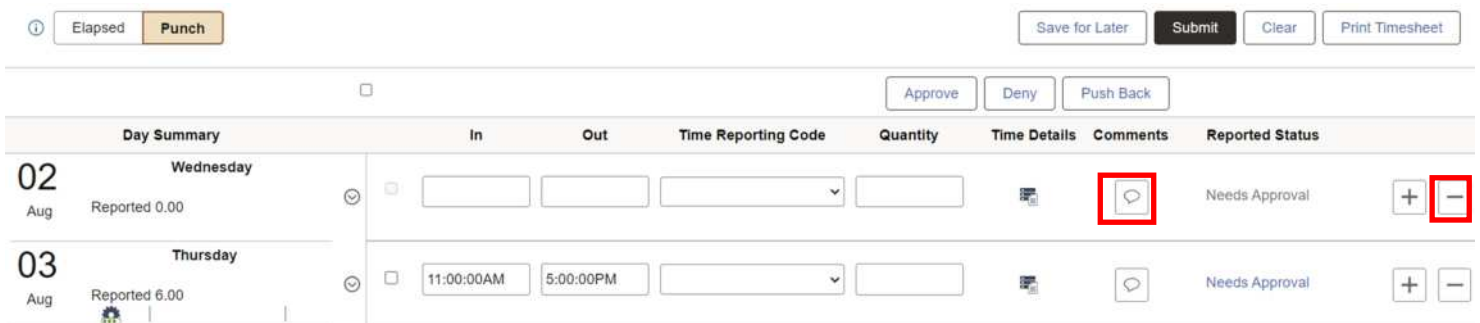 Elapsed Punch Save for Later Submit Clear Print Timesheet
Approve Deny Push Back
Day Summary In Out Time Reporting Code Quantity Time Details Comments Reported Status
02 Wednesday
Aug Reported 0.00 Needs Approval
03 Thursday
11:00:00AM 5:00:00PM Needs Approval
Aug Reported 6.00